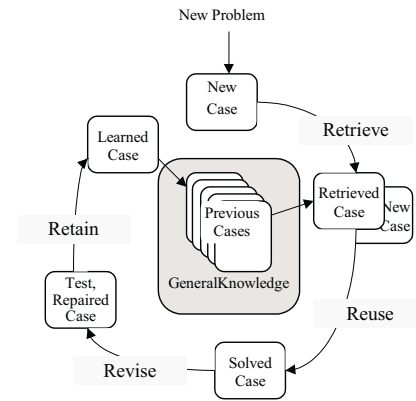 New Problem
New
Case
Retrieve
Learned
Case
Retrieved
Case
New
Case
Previous
Cases
Retain
GeneralKnowledge
Test,
Repaired
Case
Reuse
Solved
Case
Revise